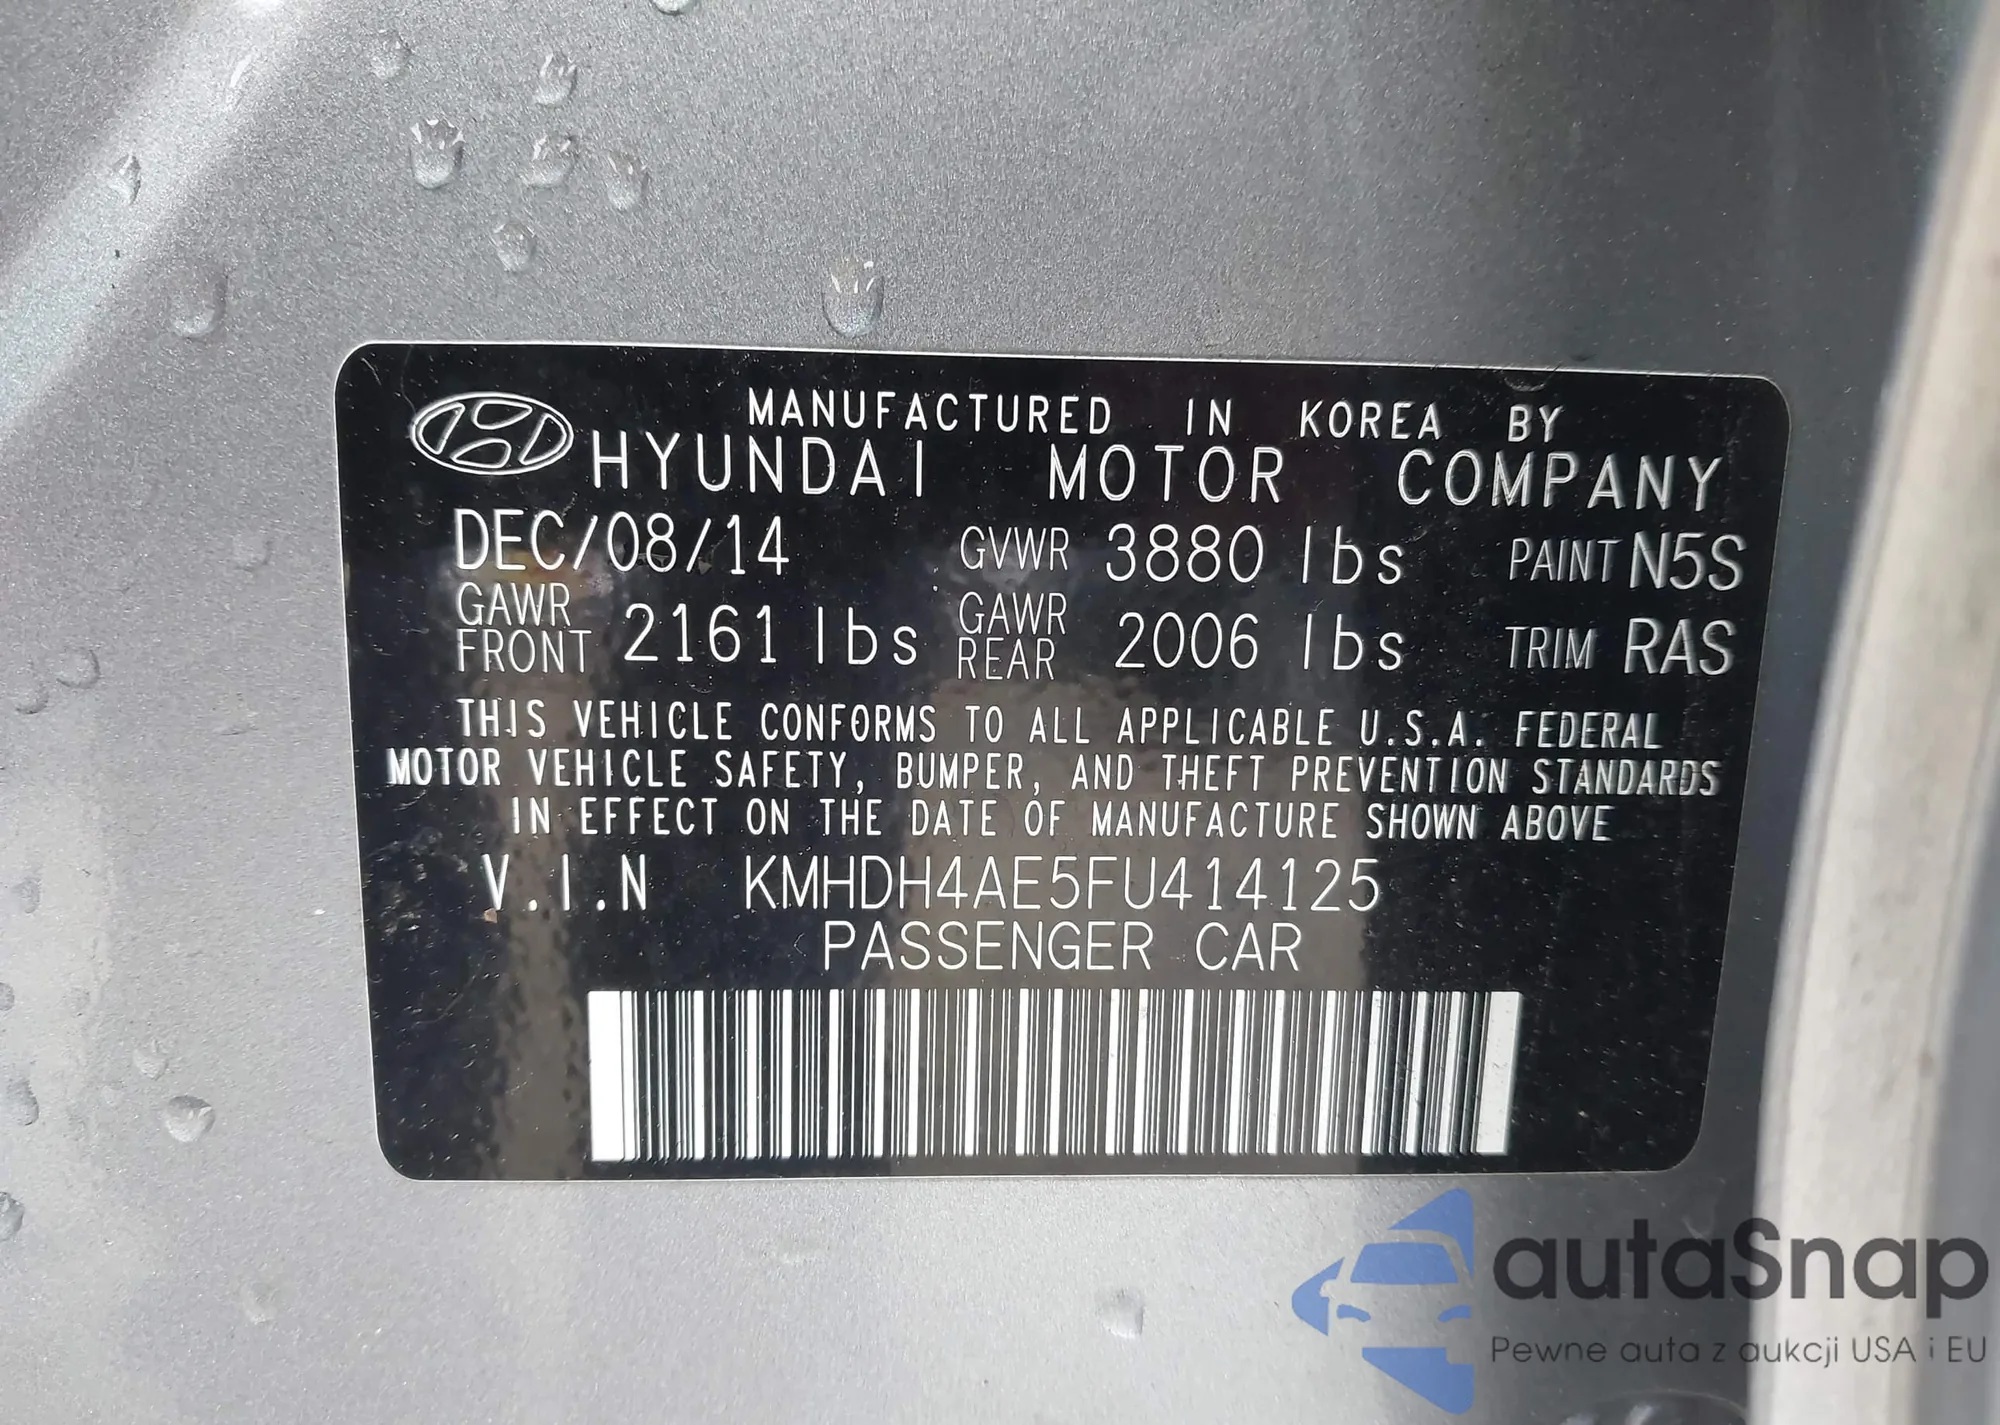 MANUFACTURED IN KOREA BY
HYUNDAI MOTOR COMPANY
DEC/08/14 GVWR 3880 lbs PAINT N5S
GAWR FRONT 2161 lbs GAWR REAR 2006 lbs TRIM RAS
THIS VEHICLE CONFORMS TO ALL APPLICABLE U.S.A. FEDERAL
MOTOR VEHICLE SAFETY, BUMPER, AND THEFT PREVENTION STANDARDS
IN EFFECT ON THE DATE OF MANUFACTURE SHOWN ABOVE
V.I.N KMHDH4AE5FU414125
PASSENGER CAR
autaSnap
Pewne auta z aukcji USA i EU